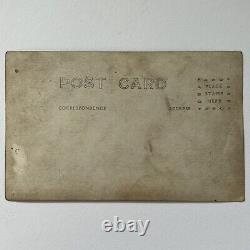 POST CARD
CORRESPONDENCE
ADDRESS
PLACE
STAMP
HERE